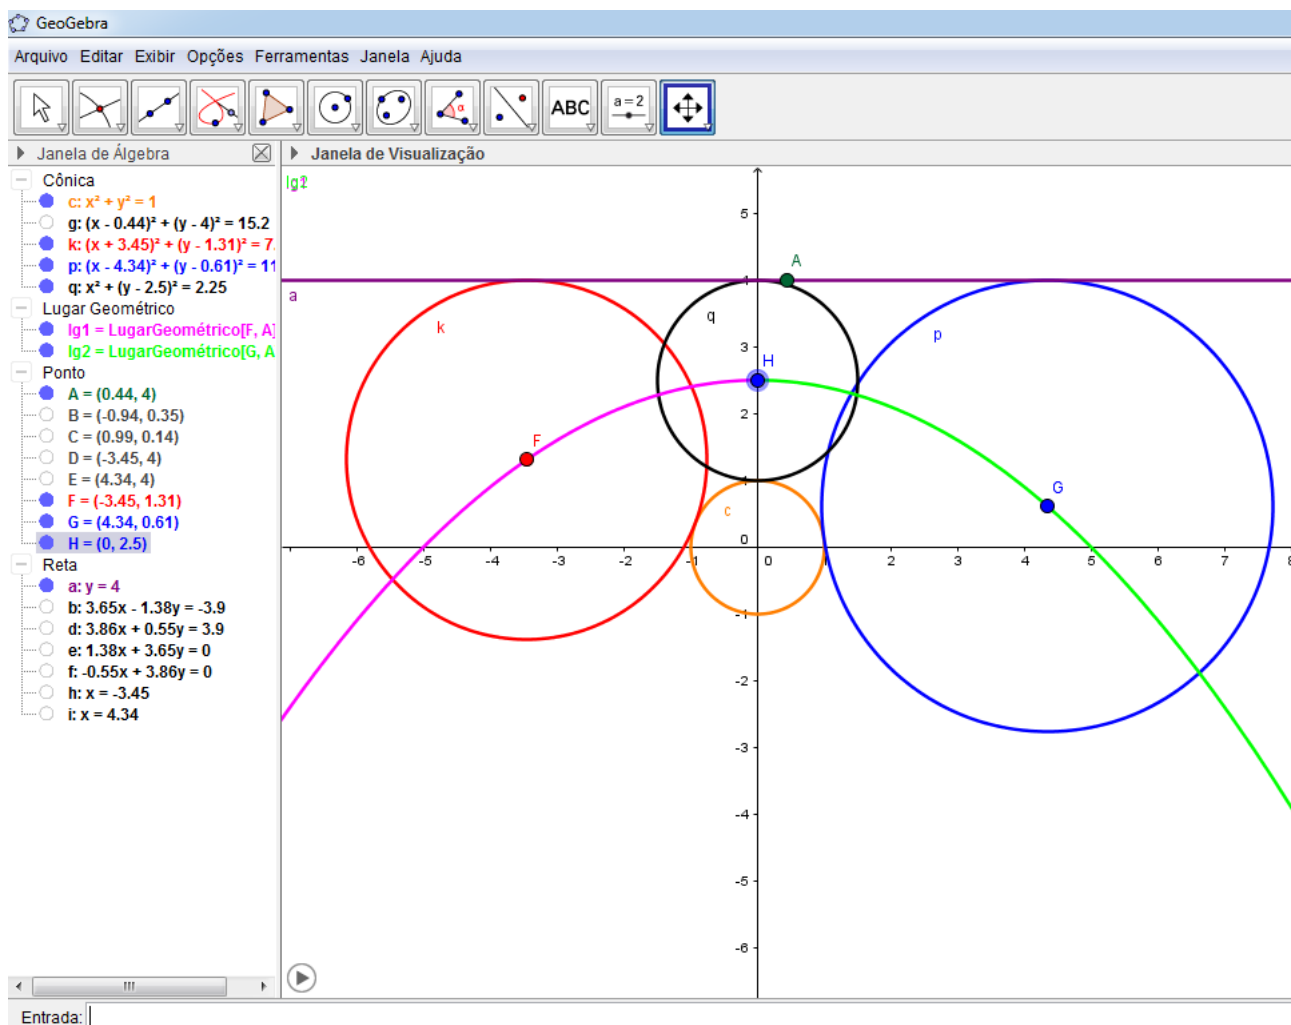 GeoGebra
Arquivo Editar Exibir Opções Ferramentas Janela Ajuda
ABC
a=2
α
Janela de Álgebra
Janela de Visualização
Cônica
c: x² + y² = 1
g: (x - 0.44)² + (y - 4)² = 15.2
k: (x + 3.45)² + (y - 1.31)² = 7.
p: (x - 4.34)² + (y - 0.61)² = 11
q: x² + (y - 2.5)² = 2.25
Lugar Geométrico
lg1 = LugarGeométrico[F, A]
lg2 = LugarGeométrico[G, A
Ponto
A = (0.44, 4)
B = (-0.94, 0.35)
C = (0.99, 0.14)
D = (-3.45, 4)
E = (4.34, 4)
F = (-3.45, 1.31)
G = (4.34, 0.61)
H = (0, 2.5)
Reta
a: y = 4
b: 3.65x - 1.38y = -3.9
d: 3.86x + 0.55y = 3.9
e: 1.38x + 3.65y = 0
f: -0.55x + 3.86y = 0
h: x = -3.45
i: x = 4.34
5
A
4
a
q
k
p
3
H
2
F
1
G
c
0
-6 -5 -4 -3 -2 -1 0 1 2 3 4 5 6 7 8
-1
-2
-3
-4
-5
-6
Entrada: